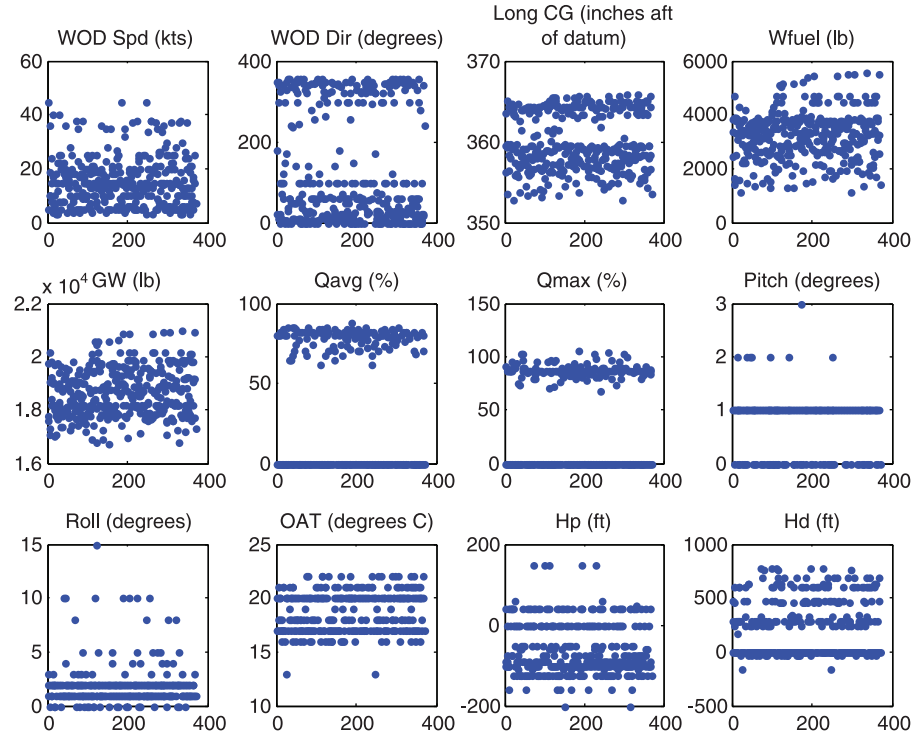 Long CG (inches aft
WOD Spd (kts) WOD Dir (degrees) of datum) Wfuel (lb)
60 400 370 6000
40
4000
20 200 360
2000
0 0 350 0
0 200 400 0 200 400 0 200 400 0 200 400
x 10⁴ GW (lb) Qavg (%) Qmax (%) Pitch (degrees)
2.2 100 150 3
2 100 2
50
1.8 50 1
1.6 0 0 0
0 200 400 0 200 400 0 200 400 0 200 400
Roll (degrees) OAT (degrees C) Hp (ft) Hd (ft)
15 25 200 1000
10 20 500
0
5 15 0
0 10 -200 -500
0 200 400 0 200 400 0 200 400 0 200 400